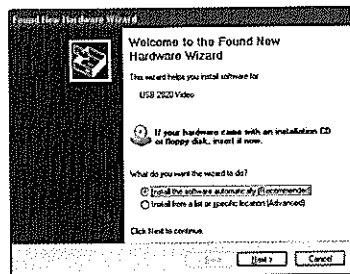 Found New Hardware Wizard
Welcome to the Found New
Hardware Wizard
This wizard helps you install software for:
USB 2820 Video
If your hardware came with an installation CD
or floppy disk, insert it now.
What do you want the wizard to do?
Install the software automatically (Recommended)
Install from a list or specific location (Advanced)
Click Next to continue.
Next >
Cancel